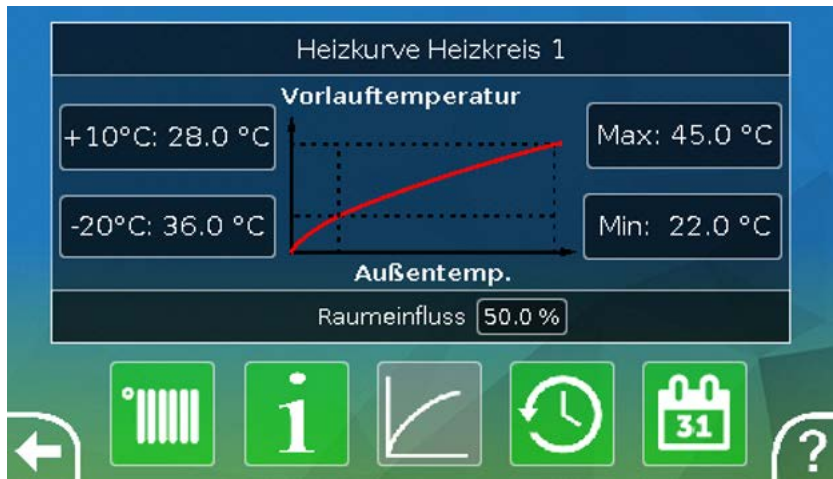 Heizkurve Heizkreis 1
Vorlauftemperatur
+10°C: 28.0 °C
Max: 45.0 °C
-20°C: 36.0 °C
Min: 22.0 °C
Außentemp.
Raumeinfluss 50.0 %
i
31
?